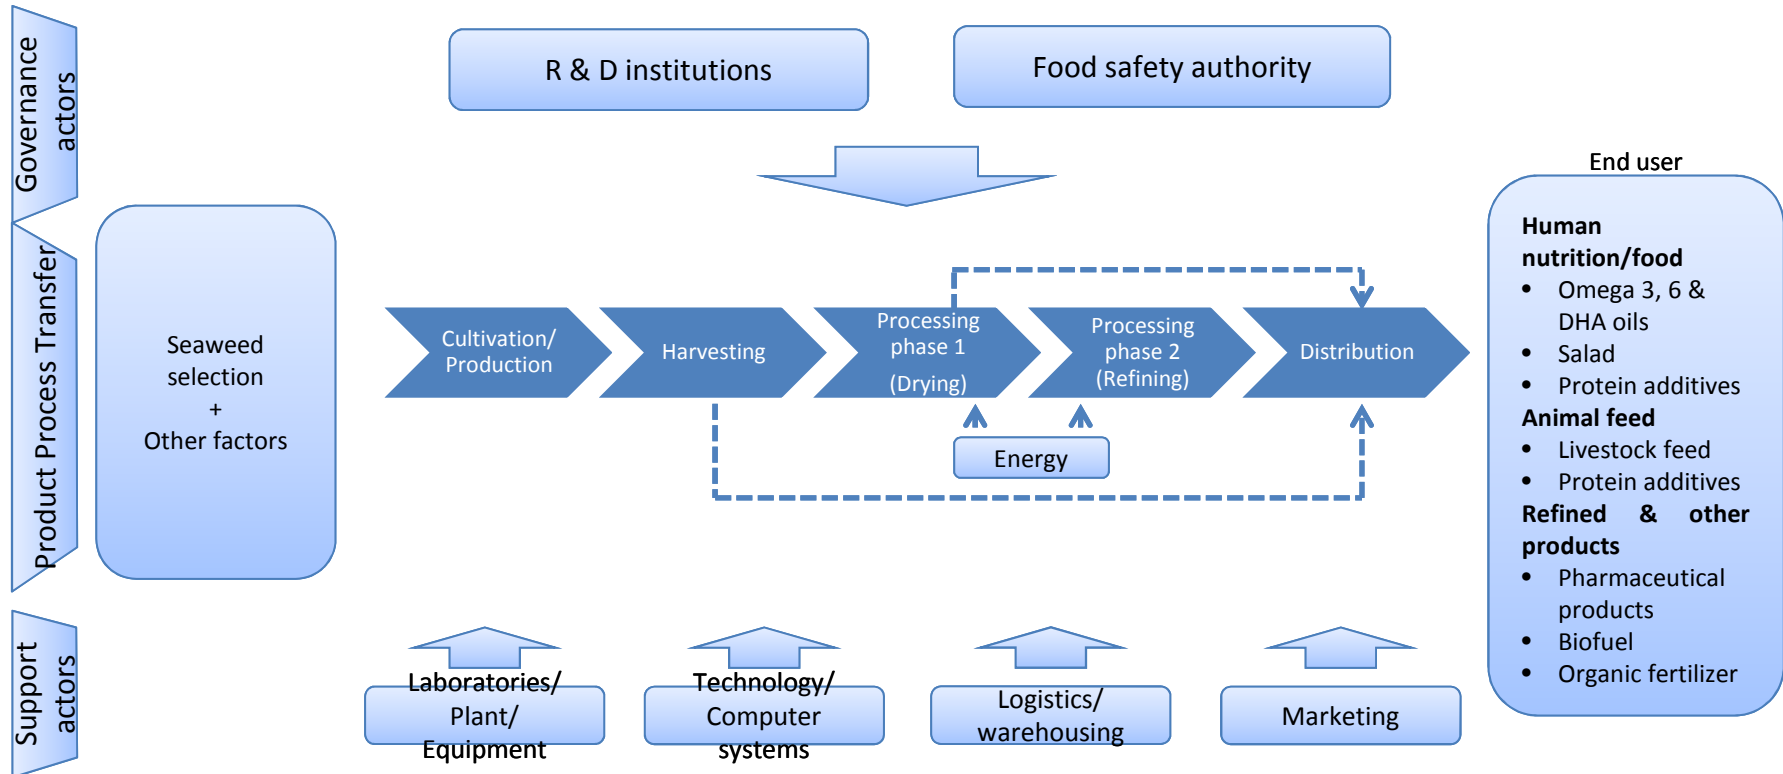 Governance
actors
R & D institutions
Food safety authority
Product Process Transfer
Seaweed
selection
+
Other factors
Cultivation/
Production
Harvesting
Processing
phase 1
(Drying)
Processing
phase 2
(Refining)
Distribution
Energy
End user
Human
nutrition/food
• Omega 3, 6 &
DHA oils
• Salad
• Protein additives
Animal feed
• Livestock feed
• Protein additives
Refined & other
products
• Pharmaceutical
products
• Biofuel
• Organic fertilizer
Support
actors
Laboratories/
Plant/
Equipment
Technology/
Computer
systems
Logistics/
warehousing
Marketing